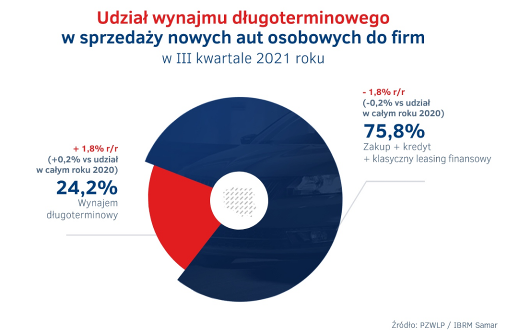 Udział wynajmu długoterminowego
w sprzedaży nowych aut osobowych do firm
w III kwartale 2021 roku
- 1,8% r/r
(-0,2% vs udział
w całym roku 2020)
75,8%
Zakup + kredyt
+ klasyczny leasing finansowy
+ 1,8% r/r
(+0,2% vs udział
w całym roku 2020)
24,2%
Wynajem
długoterminowy
Źródło: PZWLP / IBRM Samar